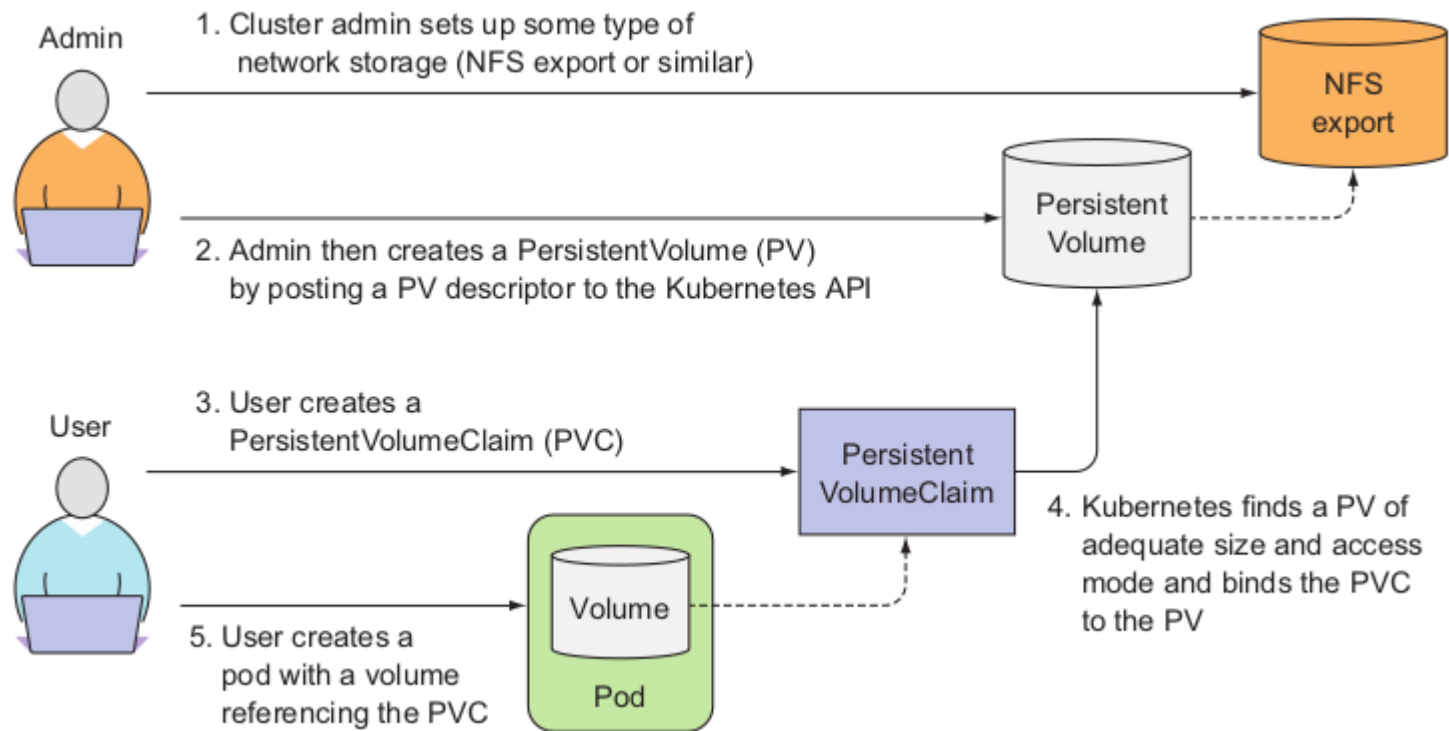 Admin
1. Cluster admin sets up some type of
network storage (NFS export or similar)
NFS
export
Persistent
Volume
2. Admin then creates a PersistentVolume (PV)
by posting a PV descriptor to the Kubernetes API
User
3. User creates a
PersistentVolumeClaim (PVC)
Persistent
VolumeClaim
4. Kubernetes finds a PV of
adequate size and access
mode and binds the PVC
to the PV
Volume
Pod
5. User creates a
pod with a volume
referencing the PVC